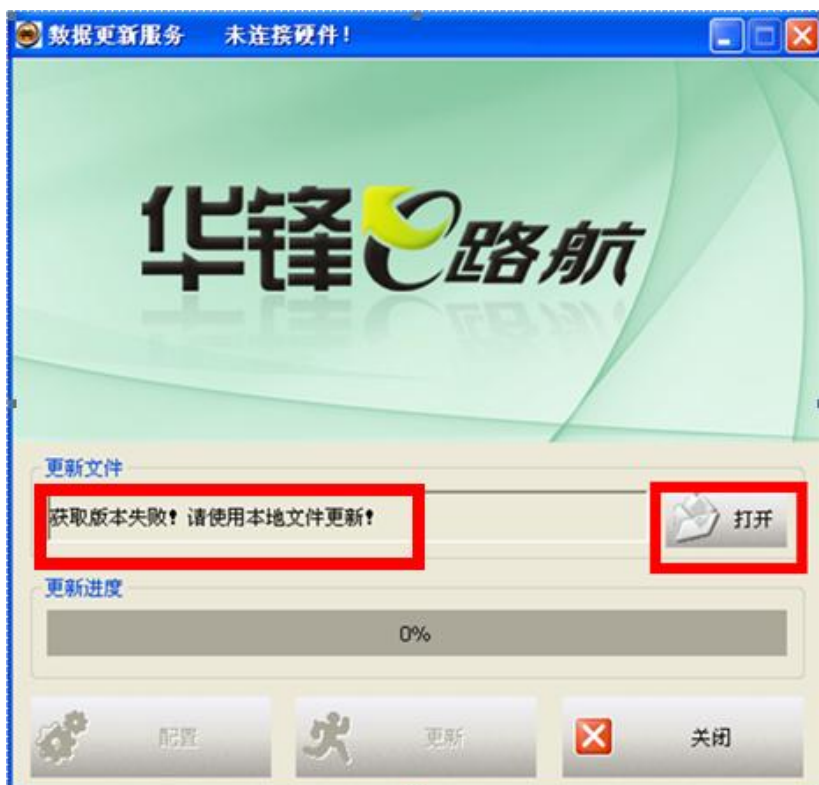 数据更新服务 未连接硬件!
华锋e路航
更新文件
获取版本失败!请使用本地文件更新!
打开
更新进度
0%
配置
更新
关闭